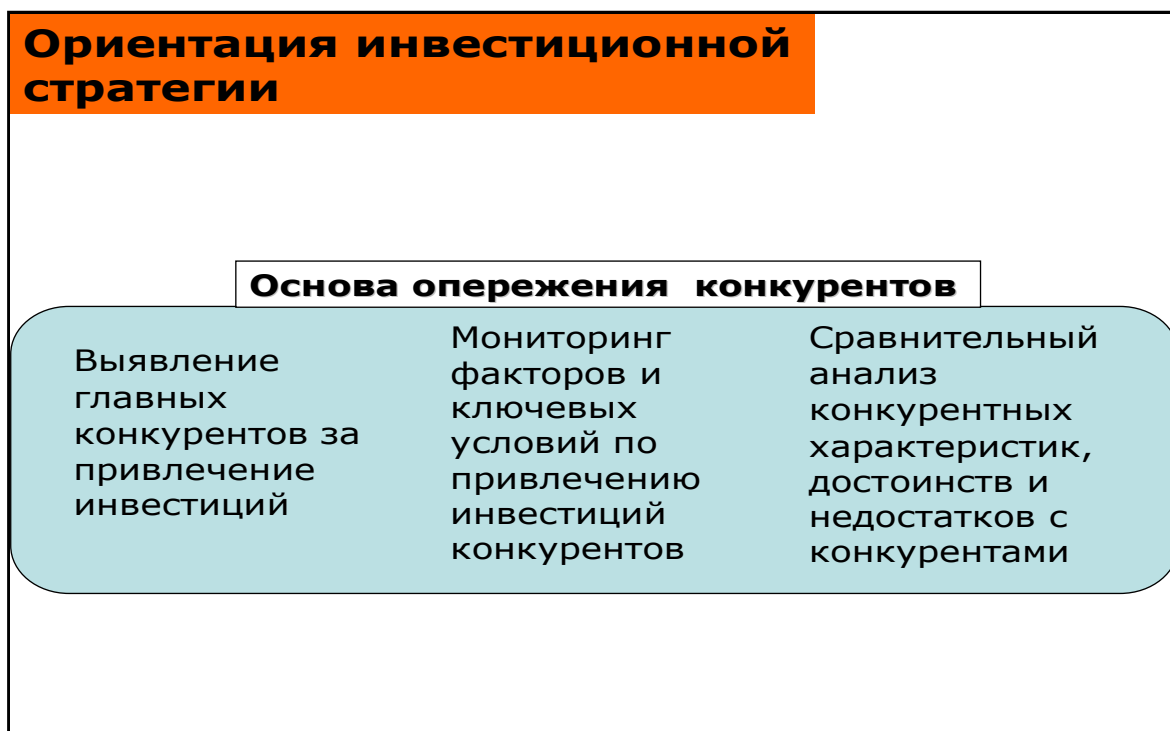 Ориентация инвестиционной
стратегии
Основа опережения конкурентов
Выявление
главных
конкурентов за
привлечение
инвестиций
Мониторинг
факторов и
ключевых
условий по
привлечению
инвестиций
конкурентов
Сравнительный
анализ
конкурентных
характеристик,
достоинств и
недостатков с
конкурентами